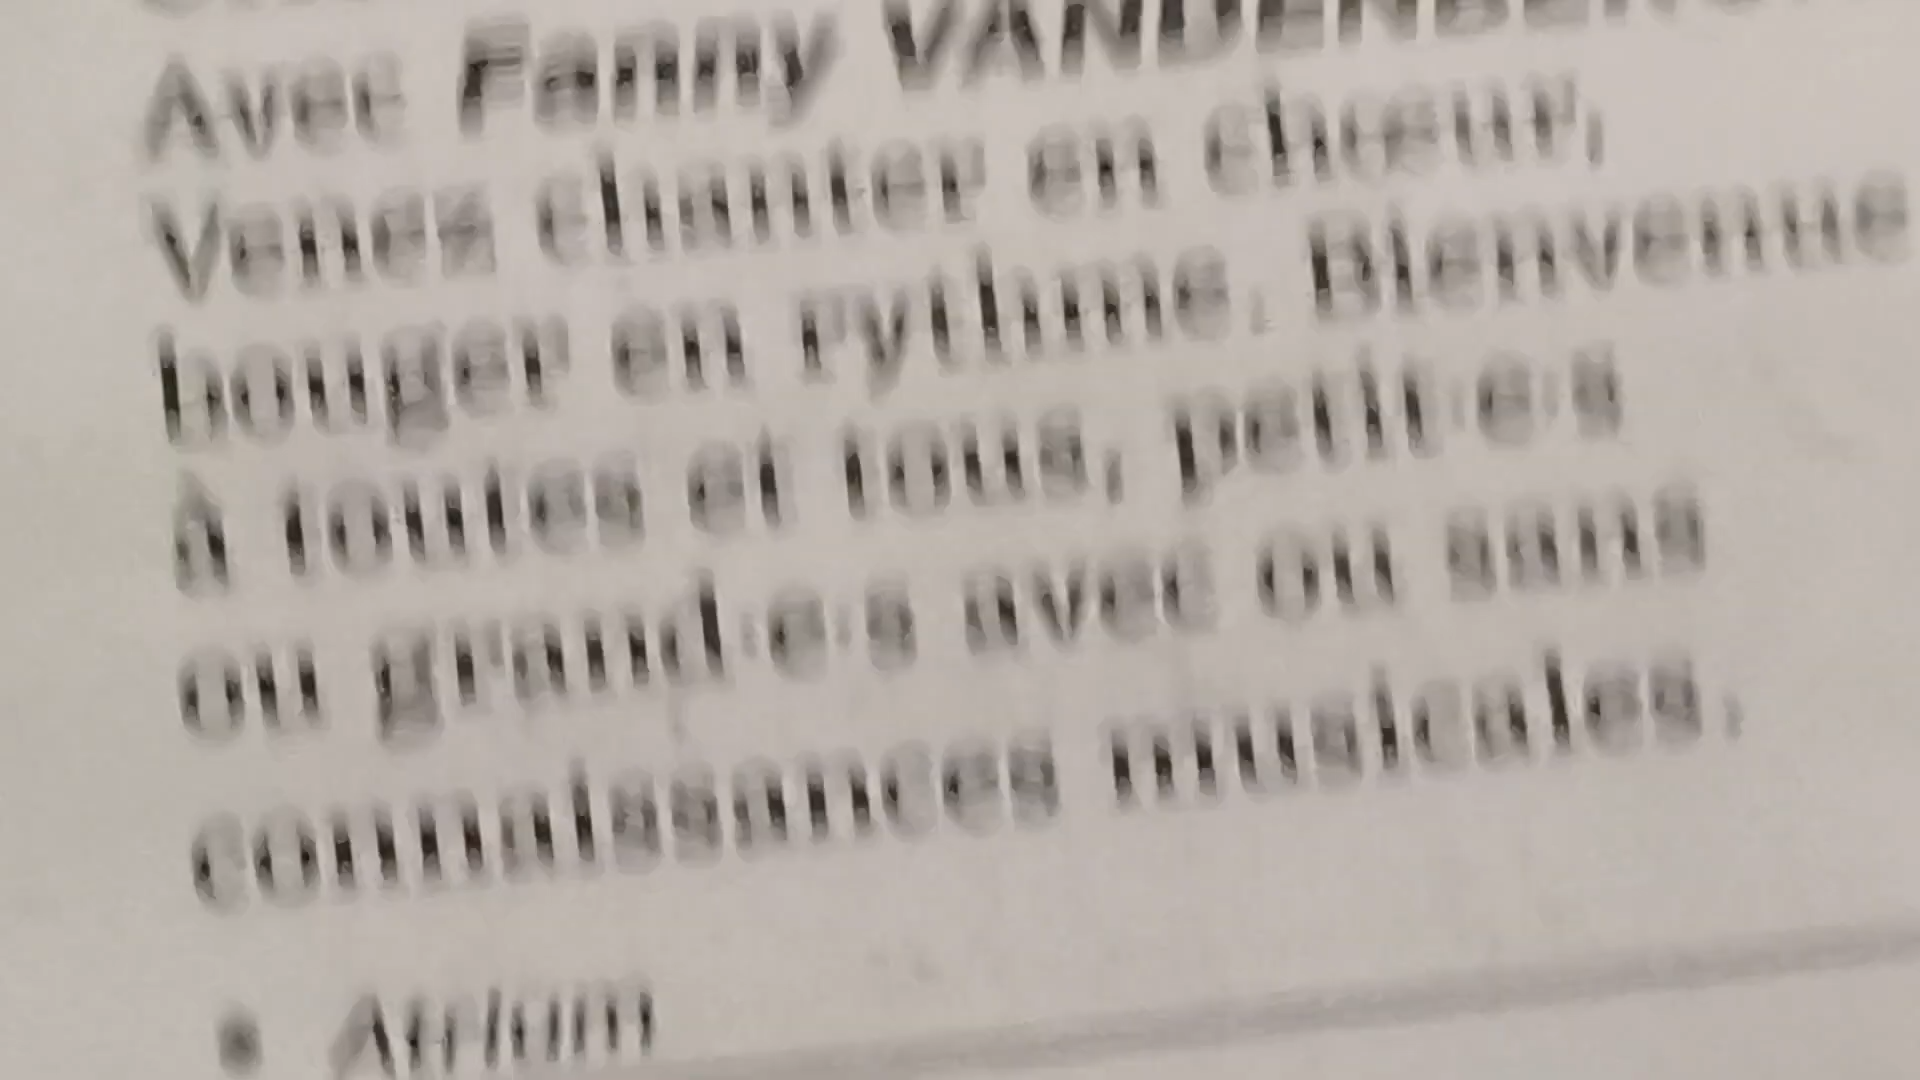 Avec Fanny
Venez chanter en chœur,
bouger en rythme. Bienvenue
à toutes et tous, petit·e·s
ou grand·e·s avec ou sans
connaissances musicales.